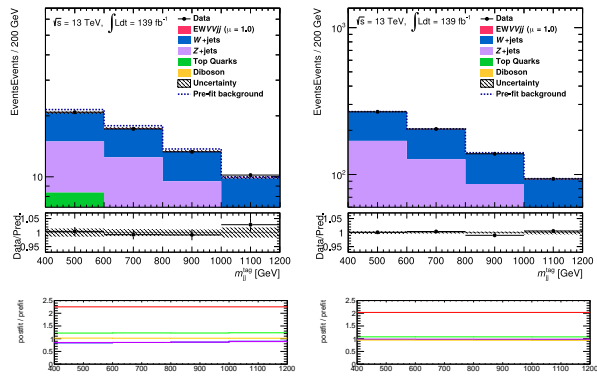 √s = 13 TeV, ∫Ldt = 139 fb⁻¹
Data
EWVVjj (μ = 1.0)
W+jets
Z+jets
Top Quarks
Diboson
Uncertainty
Pre-fit background
EventsEvents / 200 GeV
10
Data/Pred.
1.05
1
0.95
400 500 600 700 800 900 1000 1100 1200
m_jj^tag [GeV]
√s = 13 TeV, ∫Ldt = 139 fb⁻¹
Data
EWVVjj (μ = 1.0)
W+jets
Z+jets
Top Quarks
Diboson
Uncertainty
Pre-fit background
EventsEvents / 200 GeV
10³
10²
Data/Pred.
1.05
1
0.95
400 500 600 700 800 900 1000 1100 1200
m_jj^tag [GeV]
postfit / prefit
2.5
2
1.5
1
0.5
0
400 500 600 700 800 900 1000 1100 1200
postfit / prefit
2.5
2
1.5
1
0.5
0
400 500 600 700 800 900 1000 1100 1200